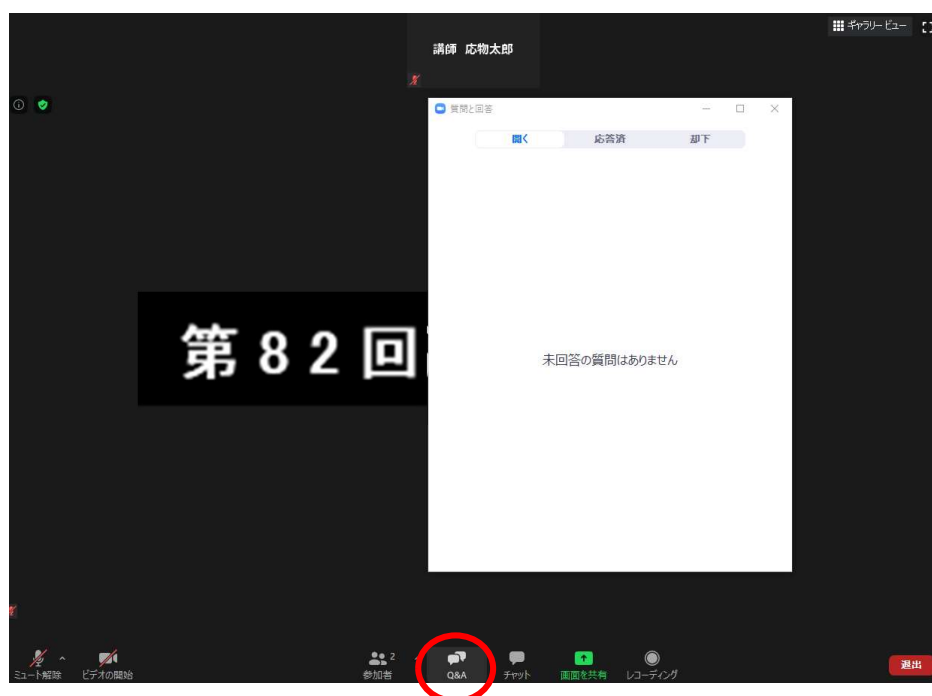 ギャラリービュー
講師 応物太郎
質問と回答
開く 応答済 却下
第82回
未回答の質問はありません
ミュート解除 ビデオの開始 参加者 2 Q&A チャット 画面を共有 レコーディング 退出